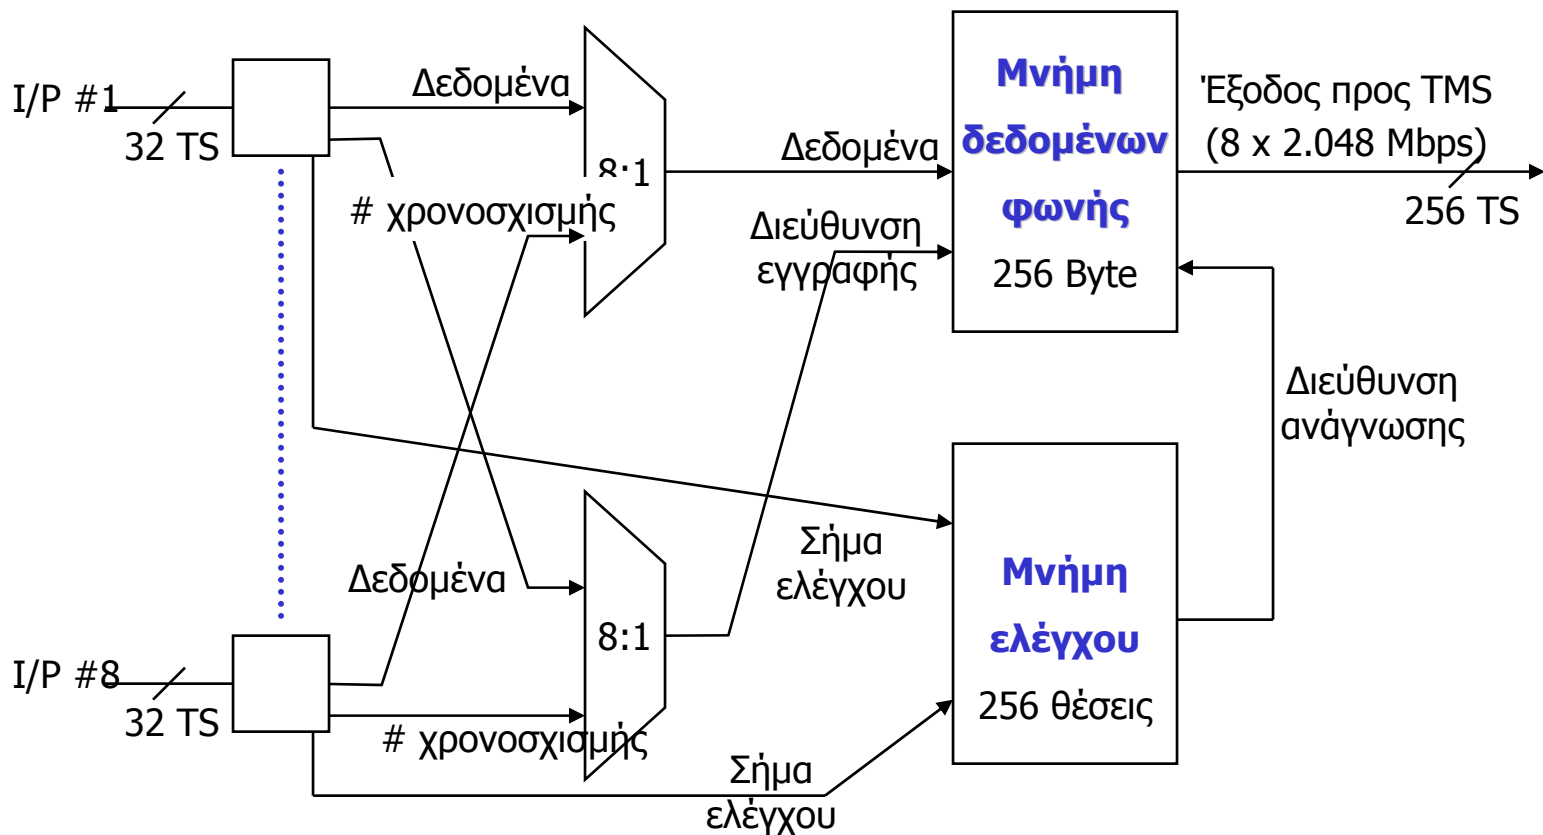 I/P #1
32 TS
Δεδομένα
# χρονοσχισμής
8:1
Δεδομένα
Διεύθυνση
εγγραφής
Μνήμη
δεδομένων
φωνής
256 Byte
Έξοδος προς TMS
(8 x 2.048 Mbps)
256 TS
Διεύθυνση
ανάγνωσης
I/P #8
32 TS
Δεδομένα
# χρονοσχισμής
8:1
Σήμα
ελέγχου
Σήμα
ελέγχου
Μνήμη
ελέγχου
256 θέσεις